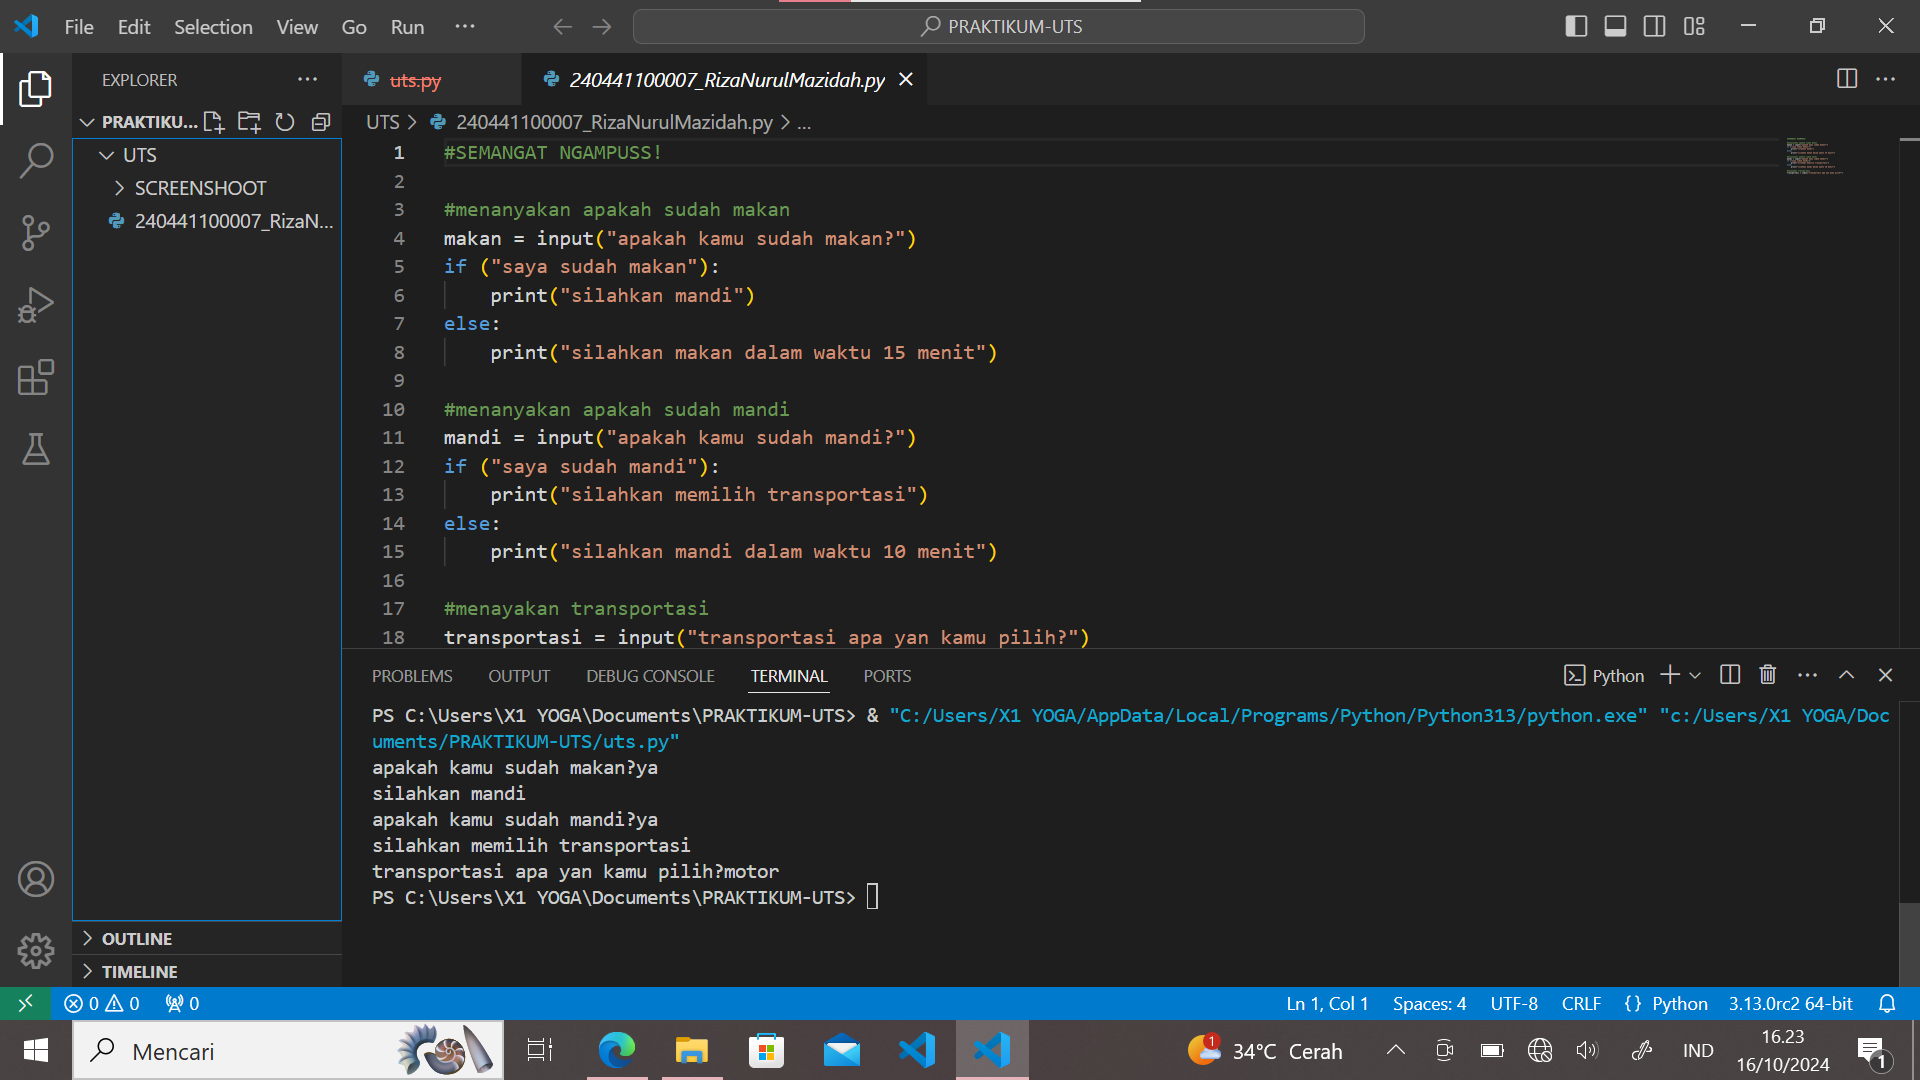 File Edit Selection View Go Run ··· PRAKTIKUM-UTS
EXPLORER ···
uts.py
240441100007_RizaNurulMazidah.py
PRAKTIKU...
UTS
SCREENSHOOT
240441100007_RizaN...
UTS > 240441100007_RizaNurulMazidah.py > ...
1 #SEMANGAT NGAMPUSS!
2
3 #menanyakan apakah sudah makan
4 makan = input("apakah kamu sudah makan?")
5 if ("saya sudah makan"):
6 print("silahkan mandi")
7 else:
8 print("silahkan makan dalam waktu 15 menit")
9
10 #menanyakan apakah sudah mandi
11 mandi = input("apakah kamu sudah mandi?")
12 if ("saya sudah mandi"):
13 print("silahkan memilih transportasi")
14 else:
15 print("silahkan mandi dalam waktu 10 menit")
16
17 #menayakan transportasi
18 transportasi = input("transportasi apa yan kamu pilih?")
PROBLEMS OUTPUT DEBUG CONSOLE TERMINAL PORTS
Python
PS C:\Users\X1 YOGA\Documents\PRAKTIKUM-UTS> & "C:/Users/X1 YOGA/AppData/Local/Programs/Python/Python313/python.exe" "c:/Users/X1 YOGA/Doc
uments/PRAKTIKUM-UTS/uts.py"
apakah kamu sudah makan?ya
silahkan mandi
apakah kamu sudah mandi?ya
silahkan memilih transportasi
transportasi apa yan kamu pilih?motor
PS C:\Users\X1 YOGA\Documents\PRAKTIKUM-UTS>
OUTLINE
TIMELINE
0 0 0
Ln 1, Col 1 Spaces: 4 UTF-8 CRLF {} Python 3.13.0rc2 64-bit
Mencari
1
34°C Cerah
IND
16.23
16/10/2024
1